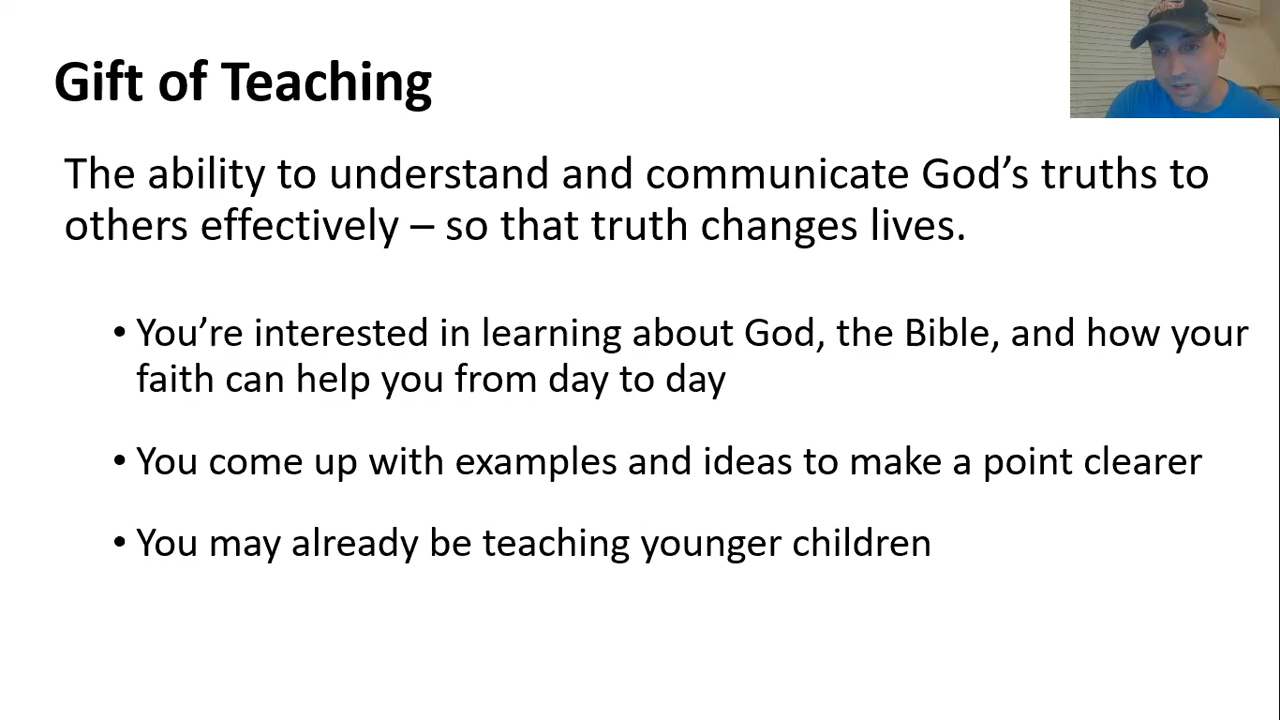 Gift of Teaching
The ability to understand and communicate God’s truths to
others effectively – so that truth changes lives.
• You’re interested in learning about God, the Bible, and how your
faith can help you from day to day
• You come up with examples and ideas to make a point clearer
• You may already be teaching younger children